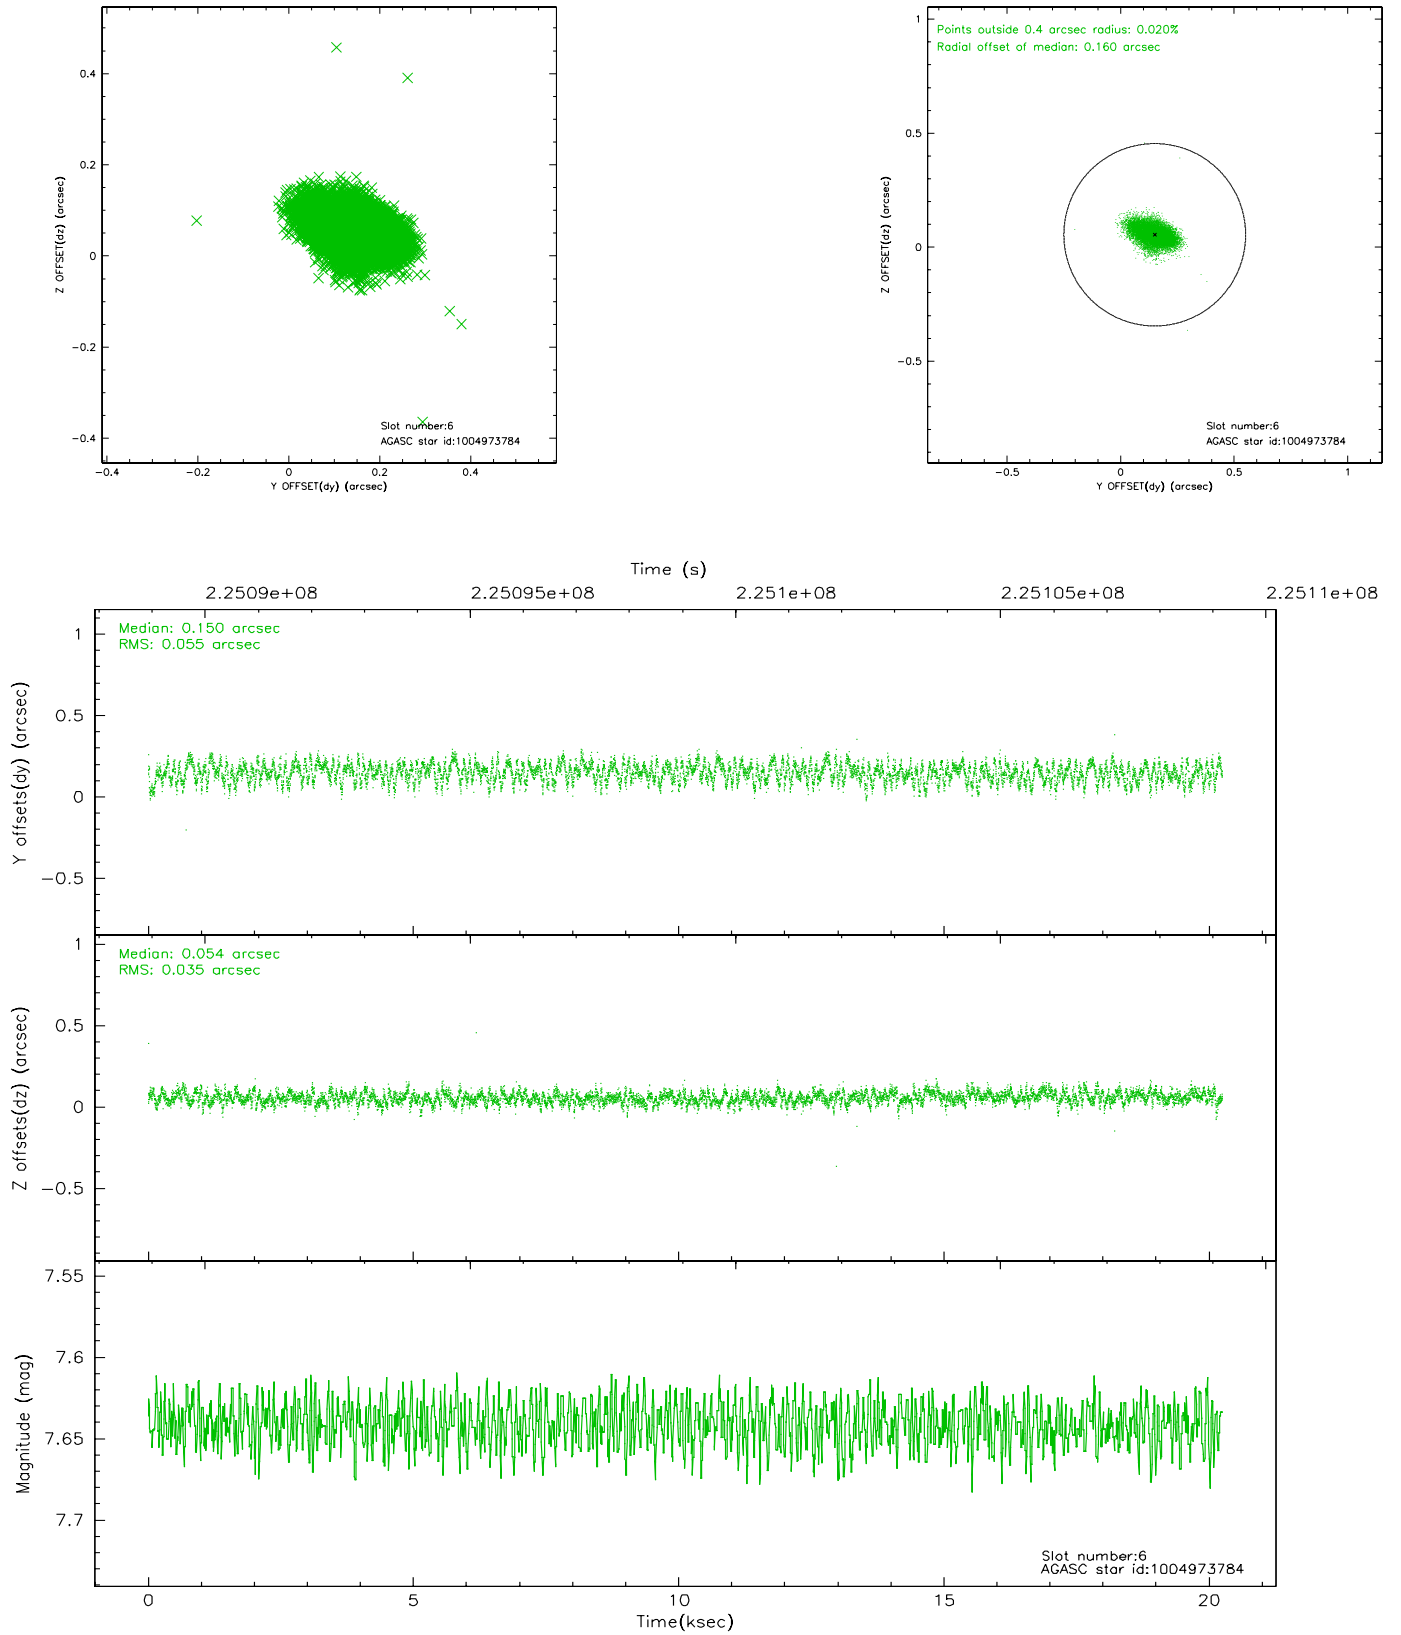 0.4
0.2
0
−0.2
−0.4
Z OFFSET(dz) (arcsec)
Slot number:6
AGASC star id:1004973784
−0.4 −0.2 0 0.2 0.4
Y OFFSET(dy) (arcsec)
Points outside 0.4 arcsec radius: 0.020%
Radial offset of median: 0.160 arcsec
1
0.5
0
−0.5
Z OFFSET(dz) (arcsec)
Slot number:6
AGASC star id:1004973784
−0.5 0 0.5 1
Y OFFSET(dy) (arcsec)
Time (s)
2.2509e+08 2.25095e+08 2.251e+08 2.25105e+08 2.2511e+08
Median: 0.150 arcsec
RMS: 0.055 arcsec
1
0.5
0
−0.5
Y offsets(dy) (arcsec)
Median: 0.054 arcsec
RMS: 0.035 arcsec
1
0.5
0
−0.5
Z offsets(dz) (arcsec)
7.55
7.6
7.65
7.7
Magnitude (mag)
Slot number:6
AGASC star id:1004973784
0 5 10 15 20
Time(ksec)